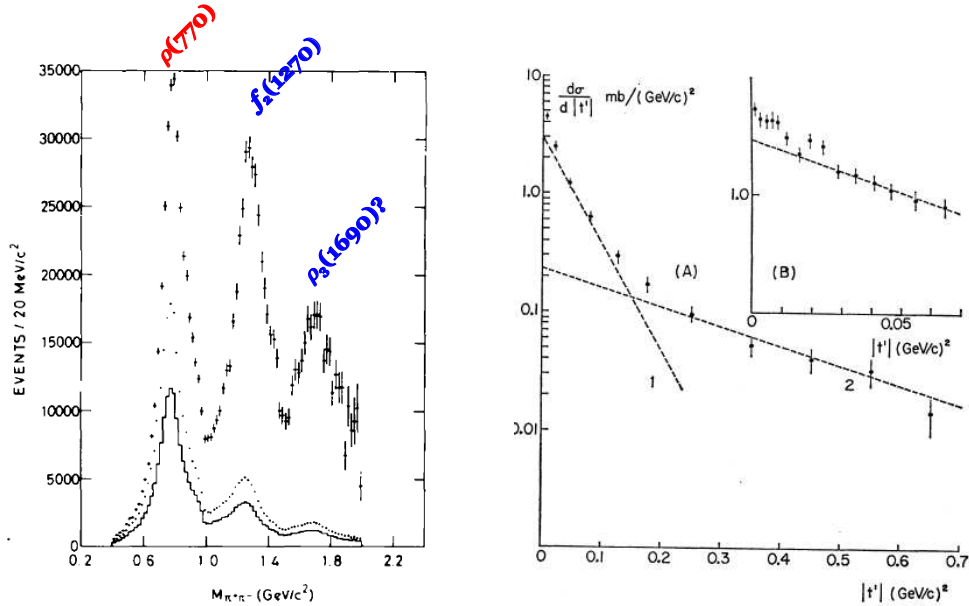 ρ(770)
f₂(1270)
ρ₃(1690)?
EVENTS / 20 MeV/c²
35000
30000
25000
20000
15000
10000
5000
0
0 2
0.6
1.0
1.4
1.8
2.2
M π⁺π⁻ (GeV/c²)
10
1.0
0.1
0.01
dσ
d |t'|
mb/(GeV/c)²
(A)
1
2
0
0.1
0.2
0.3
0.4
0.5
0.6
0.7
|t'| (GeV/c)²
1.0
(B)
0
0.05
|t'| (GeV/c)²